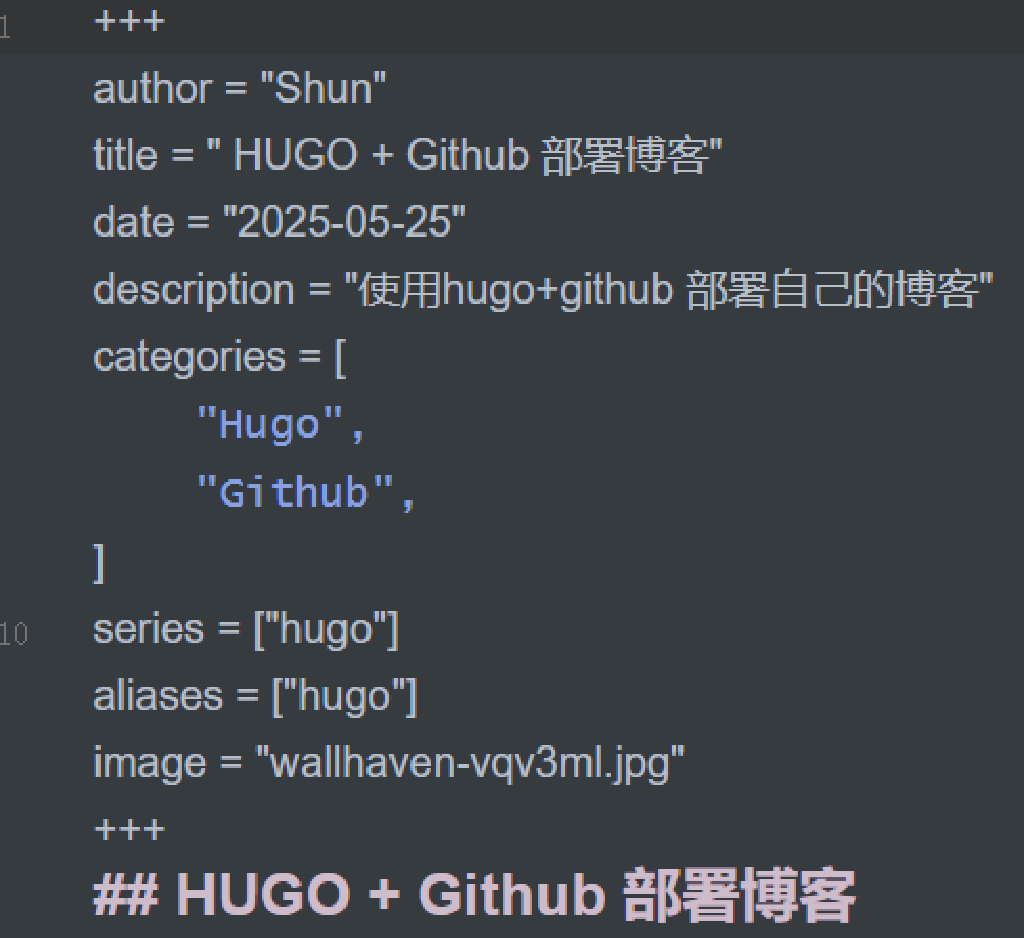 1 +++
author = "Shun"
title = " HUGO + Github 部署博客"
date = "2025-05-25"
description = "使用hugo+github 部署自己的博客"
categories = [
"Hugo",
"Github",
]
10 series = ["hugo"]
aliases = ["hugo"]
image = "wallhaven-vqv3ml.jpg"
+++
## HUGO + Github 部署博客